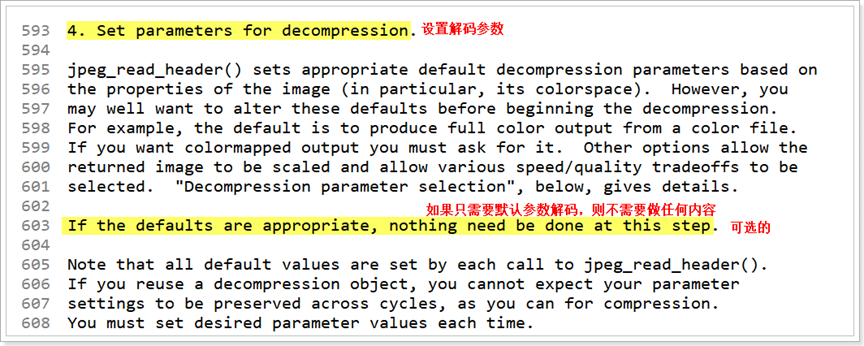 593 4. Set parameters for decompression. 设置解码参数
594
595 jpeg_read_header() sets appropriate default decompression parameters based on
596 the properties of the image (in particular, its colorspace).  However, you
597 may well want to alter these defaults before beginning the decompression.
598 For example, the default is to produce full color output from a color file.
599 If you want colormapped output you must ask for it.  Other options allow the
600 returned image to be scaled and allow various speed/quality tradeoffs to be
601 selected.  "Decompression parameter selection", below, gives details.
602 如果只需要默认参数解码，则不需要做任何内容
603 If the defaults are appropriate, nothing need be done at this step. 可选的
604
605 Note that all default values are set by each call to jpeg_read_header().
606 If you reuse a decompression object, you cannot expect your parameter
607 settings to be preserved across cycles, as you can for compression.
608 You must set desired parameter values each time.